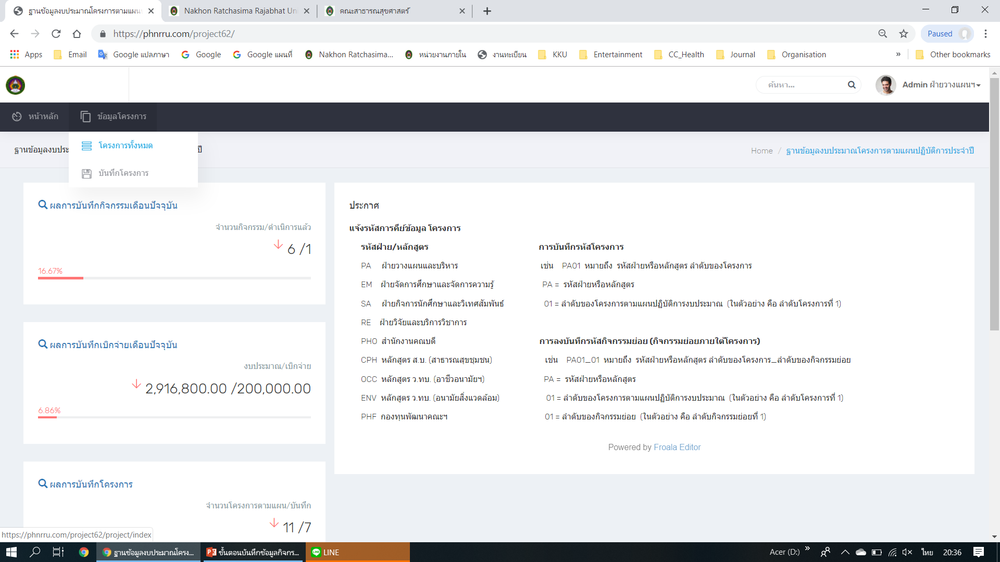 ฐานข้อมูลงบประมาณโครงการตามแผน
Nakhon Ratchasima Rajabhat Un
คณะสาธารณสุขศาสตร์
https://phnrru.com/project62/
Paused
Apps
Email
Google แปลภาษา
Google
Google แผนที่
Nakhon Ratchasima...
หน่วยงานภายใน
งานทะเบียน
KKU
Entertainment
CC_Health
Journal
Organisation
»
Other bookmarks
ค้นหา...
Admin ฝ่ายวางแผนฯ
หน้าหลัก
ข้อมูลโครงการ
โครงการทั้งหมด
บันทึกโครงการ
ฐานข้อมูลงบประ
ปี
Home / ฐานข้อมูลงบประมาณโครงการตามแผนปฏิบัติการประจำปี
ผลการบันทึกกิจกรรมเดือนปัจจุบัน
จำนวนกิจกรรม/ดำเนิการแล้ว
6 /1
16.67%
ผลการบันทึกเบิกจ่ายเดือนปัจจุบัน
งบประมาณ/เบิกจ่าย
2,916,800.00 /200,000.00
6.86%
ผลการบันทึกโครงการ
จำนวนโครงการตามแผน/บันทึก
11 /7
ประกาศ
แจ้งรหัสการคีย์ข้อมูล โครงการ
รหัสฝ่าย/หลักสูตร การบันทึกรหัสโครงการ
PA ฝ่ายวางแผนและบริหาร เช่น PA01 หมายถึง รหัสฝ่ายหรือหลักสูตร ลำดับของโครงการ
EM ฝ่ายจัดการศึกษาและจัดการความรู้ PA = รหัสฝ่ายหรือหลักสูตร
SA ฝ่ายกิจการนักศึกษาและวิเทศสัมพันธ์ 01 = ลำดับของโครงการตามแผนปฏิบัติการงบประมาณ (ในตัวอย่าง คือ ลำดับโครงการที่ 1)
RE ฝ่ายวิจัยและบริการวิชาการ
PHO สำนักงานคณบดี การลงบันทึกรหัสกิจกรรมย่อย (กิจกรรมย่อยภายใต้โครงการ)
CPH หลักสูตร ส.บ. (สาธารณสุขชุมชน) เช่น PA01_01 หมายถึง รหัสฝ่ายหรือหลักสูตร ลำดับของโครงการ_ลำดับของกิจกรรมย่อย
OCC หลักสูตร ว.ทบ. (อาชีวอนามัยฯ) PA = รหัสฝ่ายหรือหลักสูตร
ENV หลักสูตร ว.ทบ. (อนามัยสิ่งแวดล้อม) 01 = ลำดับของโครงการตามแผนปฏิบัติการงบประมาณ (ในตัวอย่าง คือ ลำดับโครงการที่ 1)
PHF กองทุนพัฒนาคณะฯ 01 = ลำดับของกิจกรรมย่อย (ในตัวอย่าง คือ ลำดับกิจกรรมย่อยที่ 1)
Powered by Froala Editor
https://phnrru.com/project62/project/index
ฐานข้อมูลงบประมาณโครง...
ขั้นตอนบันทึกข้อมูลกิจกร...
LINE
Acer (D:)
»
ไทย
20:36